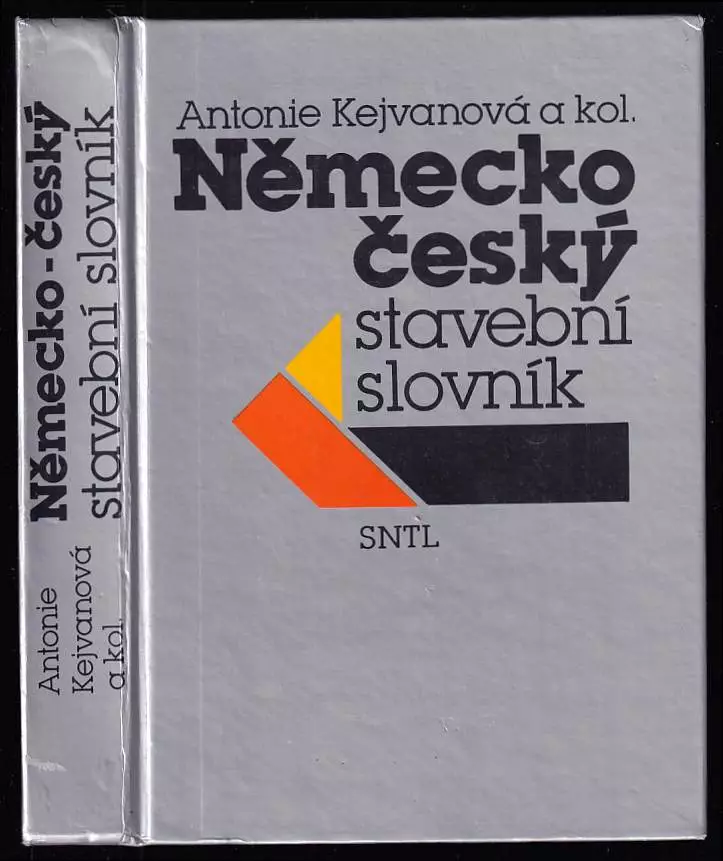 Antonie Kejvanová a kol.
Německo
český
stavební
slovník
SNTL
Německo-český
stavební slovník
Antonie
Kejvanová
a kol.